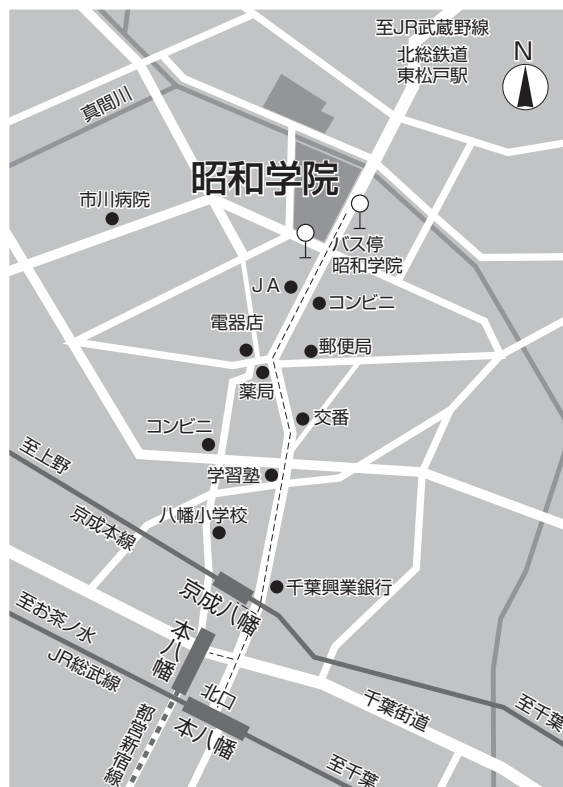 至JR武蔵野線
北総鉄道
東松戸駅
N
真間川
昭和学院
市川病院
バス停
昭和学院
JA
コンビニ
電器店
郵便局
薬局
交番
コンビニ
至上野
学習塾
京成本線
八幡小学校
千葉興業銀行
京成八幡
至お茶ノ水
本八幡
JR総武線
北口
千葉街道
至千葉
都営新宿線
本八幡
至千葉